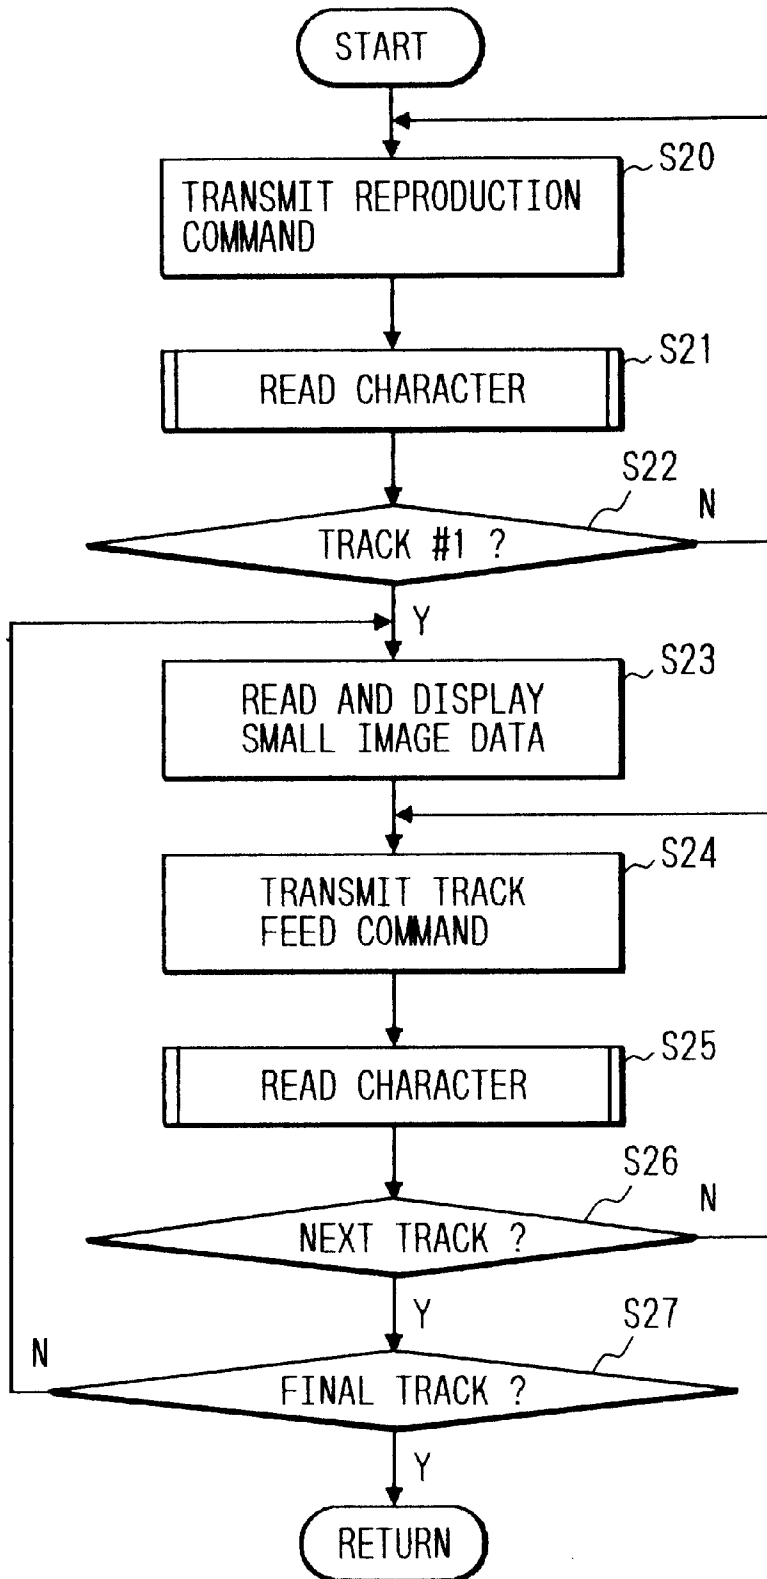 START
S20
TRANSMIT REPRODUCTION
COMMAND
S21
READ CHARACTER
S22
N
TRACK #1 ?
Y
S23
READ AND DISPLAY
SMALL IMAGE DATA
S24
TRANSMIT TRACK
FEED COMMAND
S25
READ CHARACTER
S26
N
NEXT TRACK ?
Y
S27
N
FINAL TRACK ?
Y
RETURN